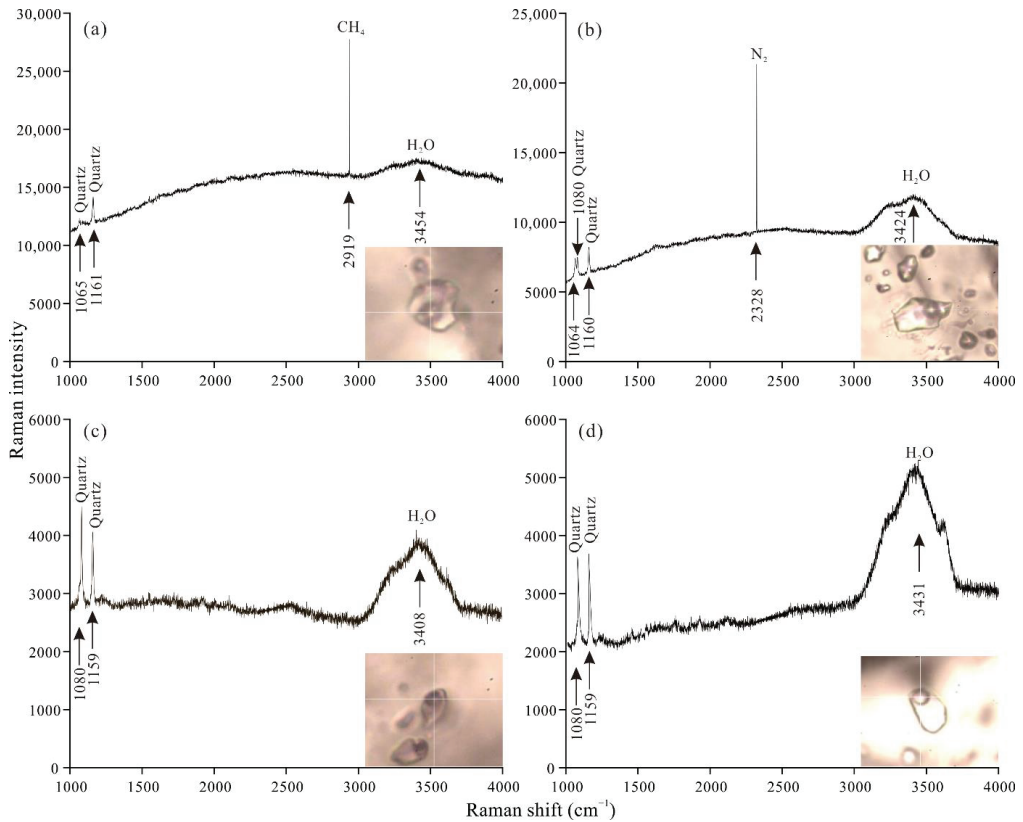 Raman intensity
(a)
CH₄
H₂O
Quartz
Quartz
1065
1161
2919
3454
30,000
25,000
20,000
15,000
10,000
5000
0
1000 1500 2000 2500 3000 3500 4000
(b)
N₂
H₂O
1080 Quartz
Quartz
1064
1160
2328
3424
25,000
20,000
15,000
10,000
5000
0
1000 1500 2000 2500 3000 3500 4000
(c)
H₂O
Quartz
Quartz
1080
1159
3408
6000
5000
4000
3000
2000
1000
0
1000 1500 2000 2500 3000 3500 4000
(d)
H₂O
Quartz
Quartz
1080
1159
3431
6000
5000
4000
3000
2000
1000
0
1000 1500 2000 2500 3000 3500 4000
Raman shift (cm⁻¹)